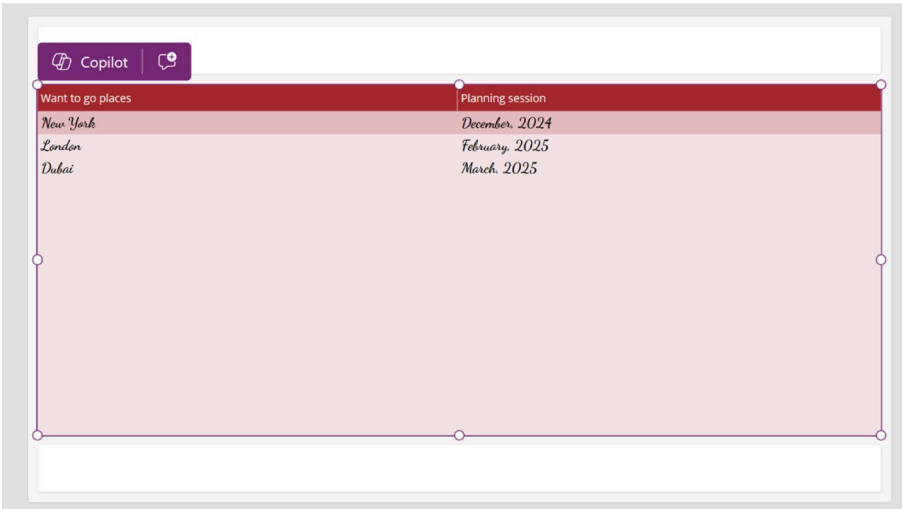 Copilot
Want to go places Planning session
New York December, 2024
London February, 2025
Dubai March, 2025